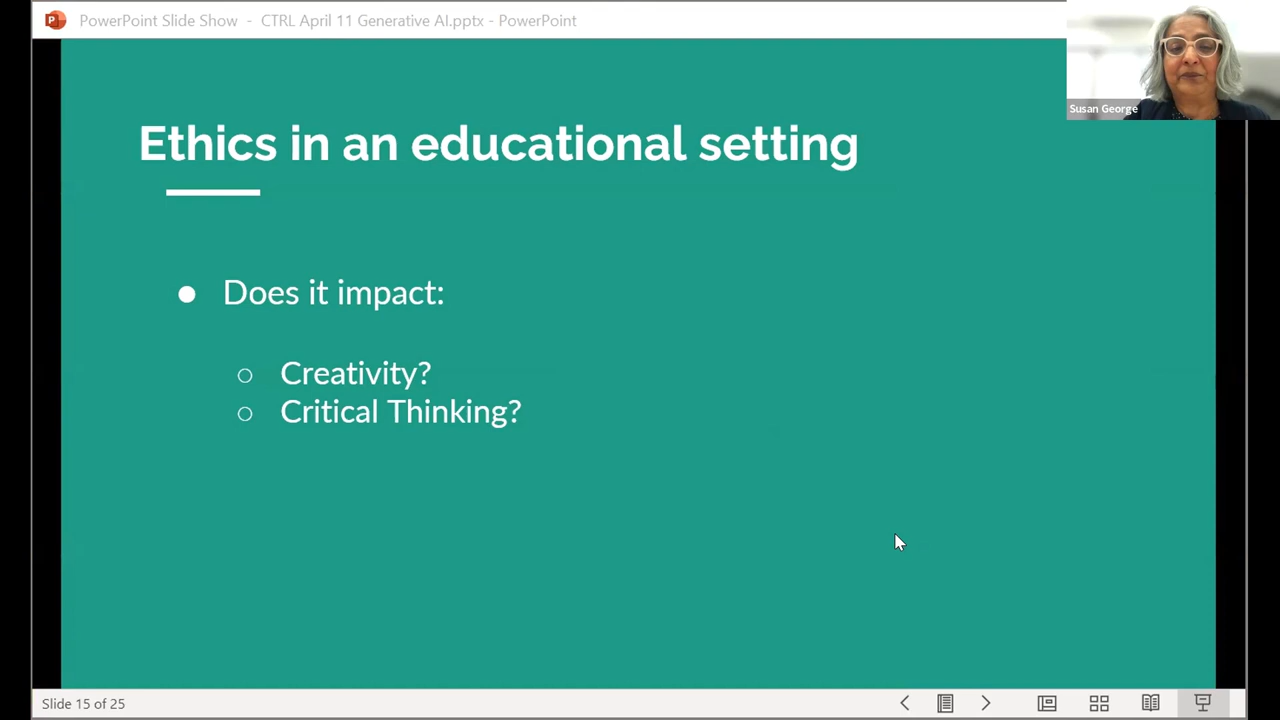 PowerPoint Slide Show - CTRL April 11 Generative AI.pptx - PowerPoint
Susan George
Ethics in an educational setting
● Does it impact:
○ Creativity?
○ Critical Thinking?
Slide 15 of 25